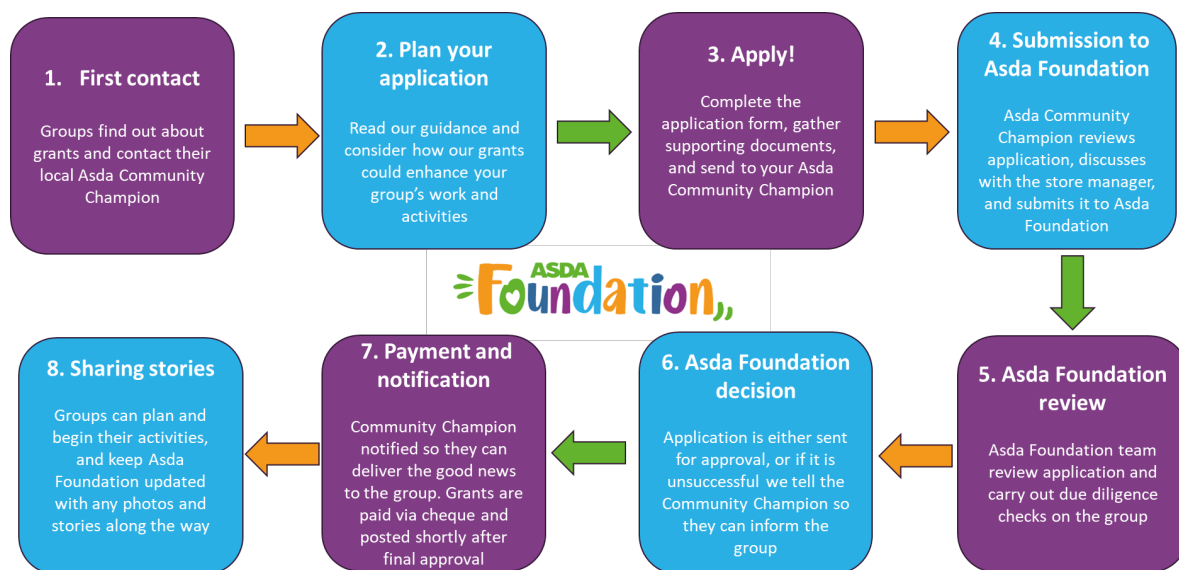 1. First contact
Groups find out about
grants and contact their
local Asda Community
Champion
2. Plan your
application
Read our guidance and
consider how our grants
could enhance your
group's work and
activities
3. Apply!
Complete the
application form, gather
supporting documents,
and send to your Asda
Community Champion
4. Submission to
Asda Foundation
Asda Community
Champion reviews
application, discusses
with the store manager,
and submits it to Asda
Foundation
ASDA
Foundation
5. Asda Foundation
review
Asda Foundation team
review application and
carry out due diligence
checks on the group
6. Asda Foundation
decision
Application is either sent
for approval, or if it is
unsuccessful we tell the
Community Champion so
they can inform the
group
7. Payment and
notification
Community Champion
notified so they can
deliver the good news
to the group. Grants are
paid via cheque and
posted shortly after
final approval
8. Sharing stories
Groups can plan and
begin their activities,
and keep Asda
Foundation updated
with any photos and
stories along the way